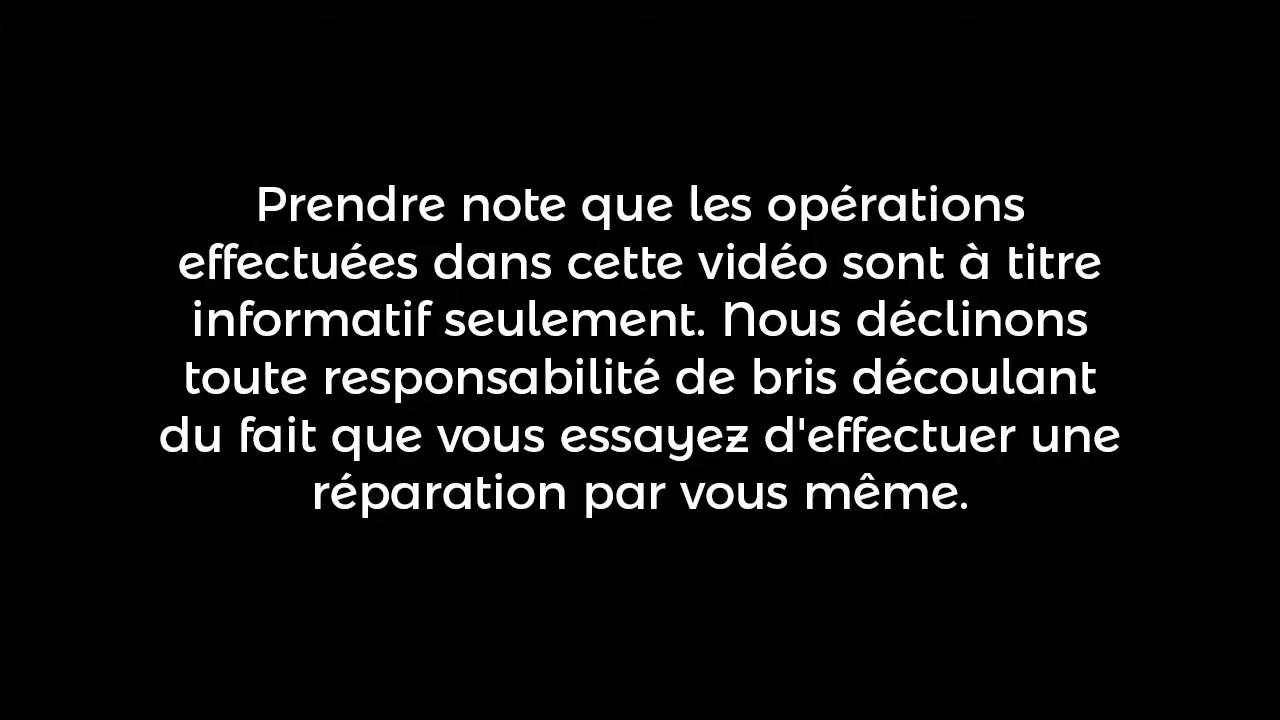 Prendre note que les opérations
effectuées dans cette vidéo sont à titre
informatif seulement. Nous déclinons
toute responsabilité de bris découlant
du fait que vous essayez d'effectuer une
réparation par vous même.